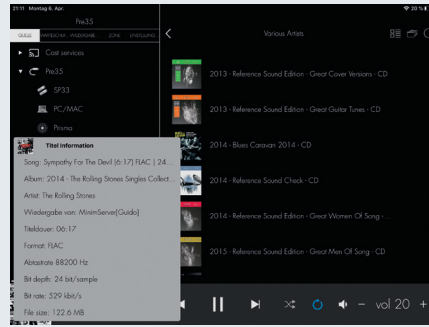 21:11 Montag 6. Apr.
20 %
Pre35
QUELLE
WARTESCHLA
WIEDERGABE
ZONE
EINSTELLUNG
Various Artists
Cast services
Pre35
SP33
PC/MAC
Prisma
2013 - Reference Sound Edition - Great Cover Versions - CD
2013 - Reference Sound Edition - Great Guitar Tunes - CD
2014 - Blues Caravan 2014 - CD
2014 - Reference Sound Check - CD
2014 - Reference Sound Edition - Great Women Of Song - ...
2015 - Reference Sound Edition - Great Men Of Song - CD
Titel Information
Song: Sympathy For The Devil (6:17) FLAC | 24...
Album: 2014 - The Rolling Stones Singles Collect...
Artist: The Rolling Stones
Wiedergabe von: MinimServer[Guido]
Titeldauer: 06:17
Format: FLAC
Abtastrate 88200 Hz
Bit depth: 24 bit/sample
Bit rate: 529 kbit/s
File size: 122.6 MB
- vol 20 +